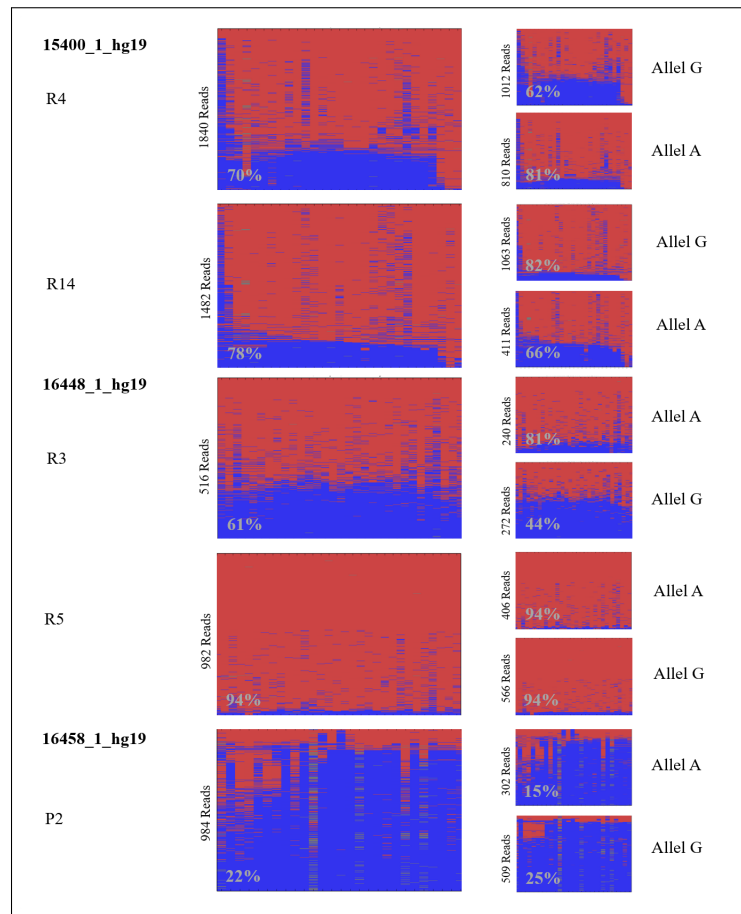 15400_1_hg19
R4
1840 Reads
70%
1012 Reads
62%
Allel G
810 Reads
81%
Allel A
R14
1482 Reads
78%
1063 Reads
82%
Allel G
411 Reads
66%
Allel A
16448_1_hg19
R3
516 Reads
61%
240 Reads
81%
Allel A
272 Reads
44%
Allel G
R5
982 Reads
94%
406 Reads
94%
Allel A
566 Reads
94%
Allel G
16458_1_hg19
P2
984 Reads
22%
302 Reads
15%
Allel A
509 Reads
25%
Allel G